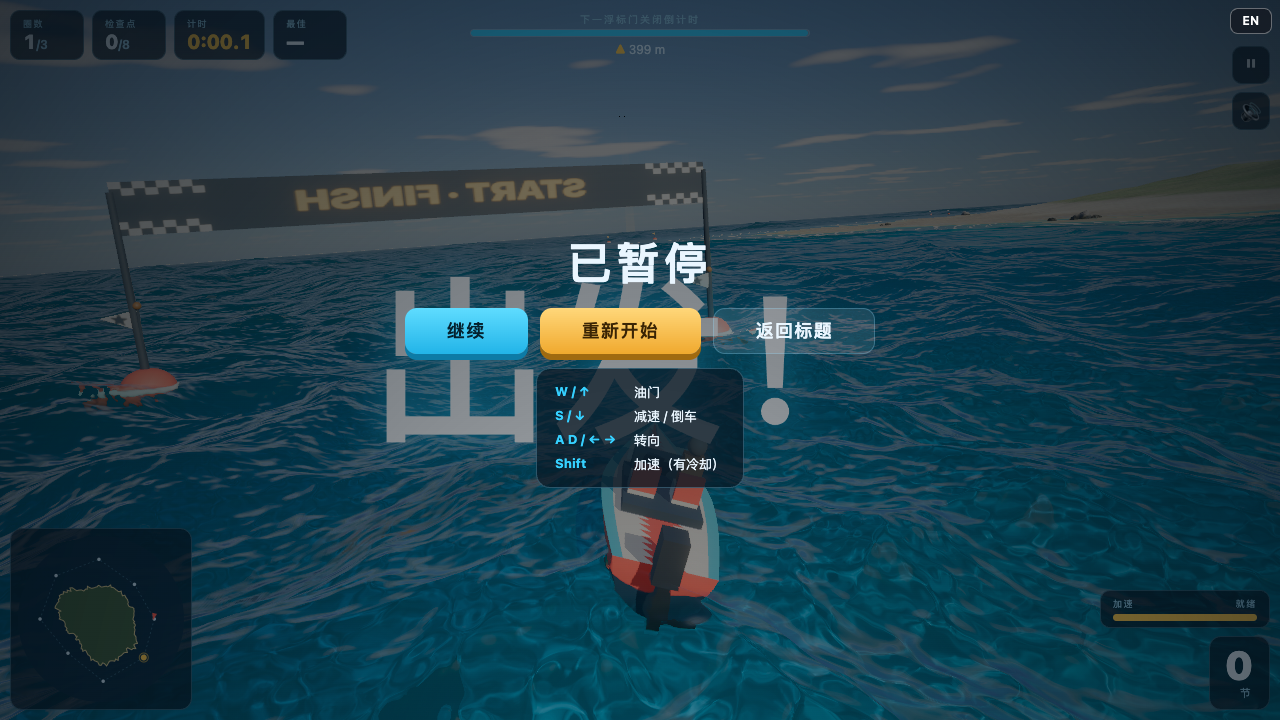 圈数
1/3
检查点
0/8
计时
0:00.1
最佳
—
下一浮标门关闭倒计时
399 m
EN
START · FINISH
出发!
已暂停
继续
重新开始
返回标题
W / ↑ 油门
S / ↓ 减速 / 倒车
A D / ← → 转向
Shift 加速（有冷却）
加速 就绪
0
节